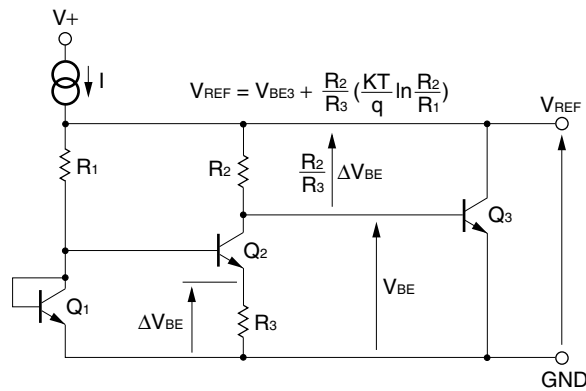 V+
I
VREF = VBE3 + R2/R3 (KT/q ln R2/R1)
VREF
R1
R2
R2/R3 ΔVBE
Q3
Q2
VBE
Q1
ΔVBE
R3
GND